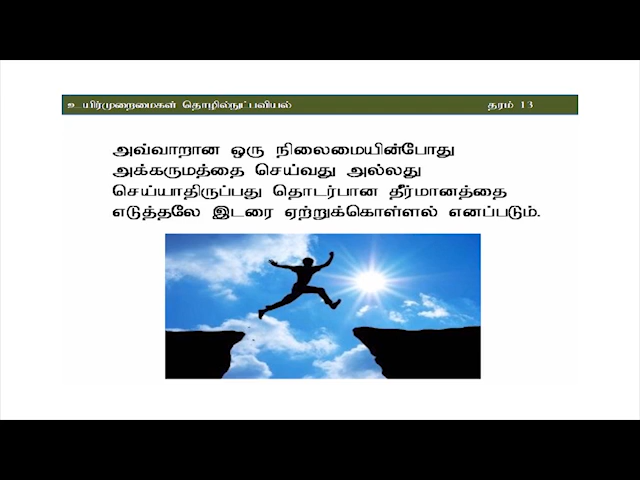 உயிர்முறைமைகள் தொழில்நுட்பவியல் தரம் 13
அவ்வாறான ஒரு நிலைமையின்போது
அக்கருமத்தை செய்வது அல்லது
செய்யாதிருப்பது தொடர்பான தீர்மானத்தை
எடுத்தலே இடரை ஏற்றுக்கொள்ளல் எனப்படும்.